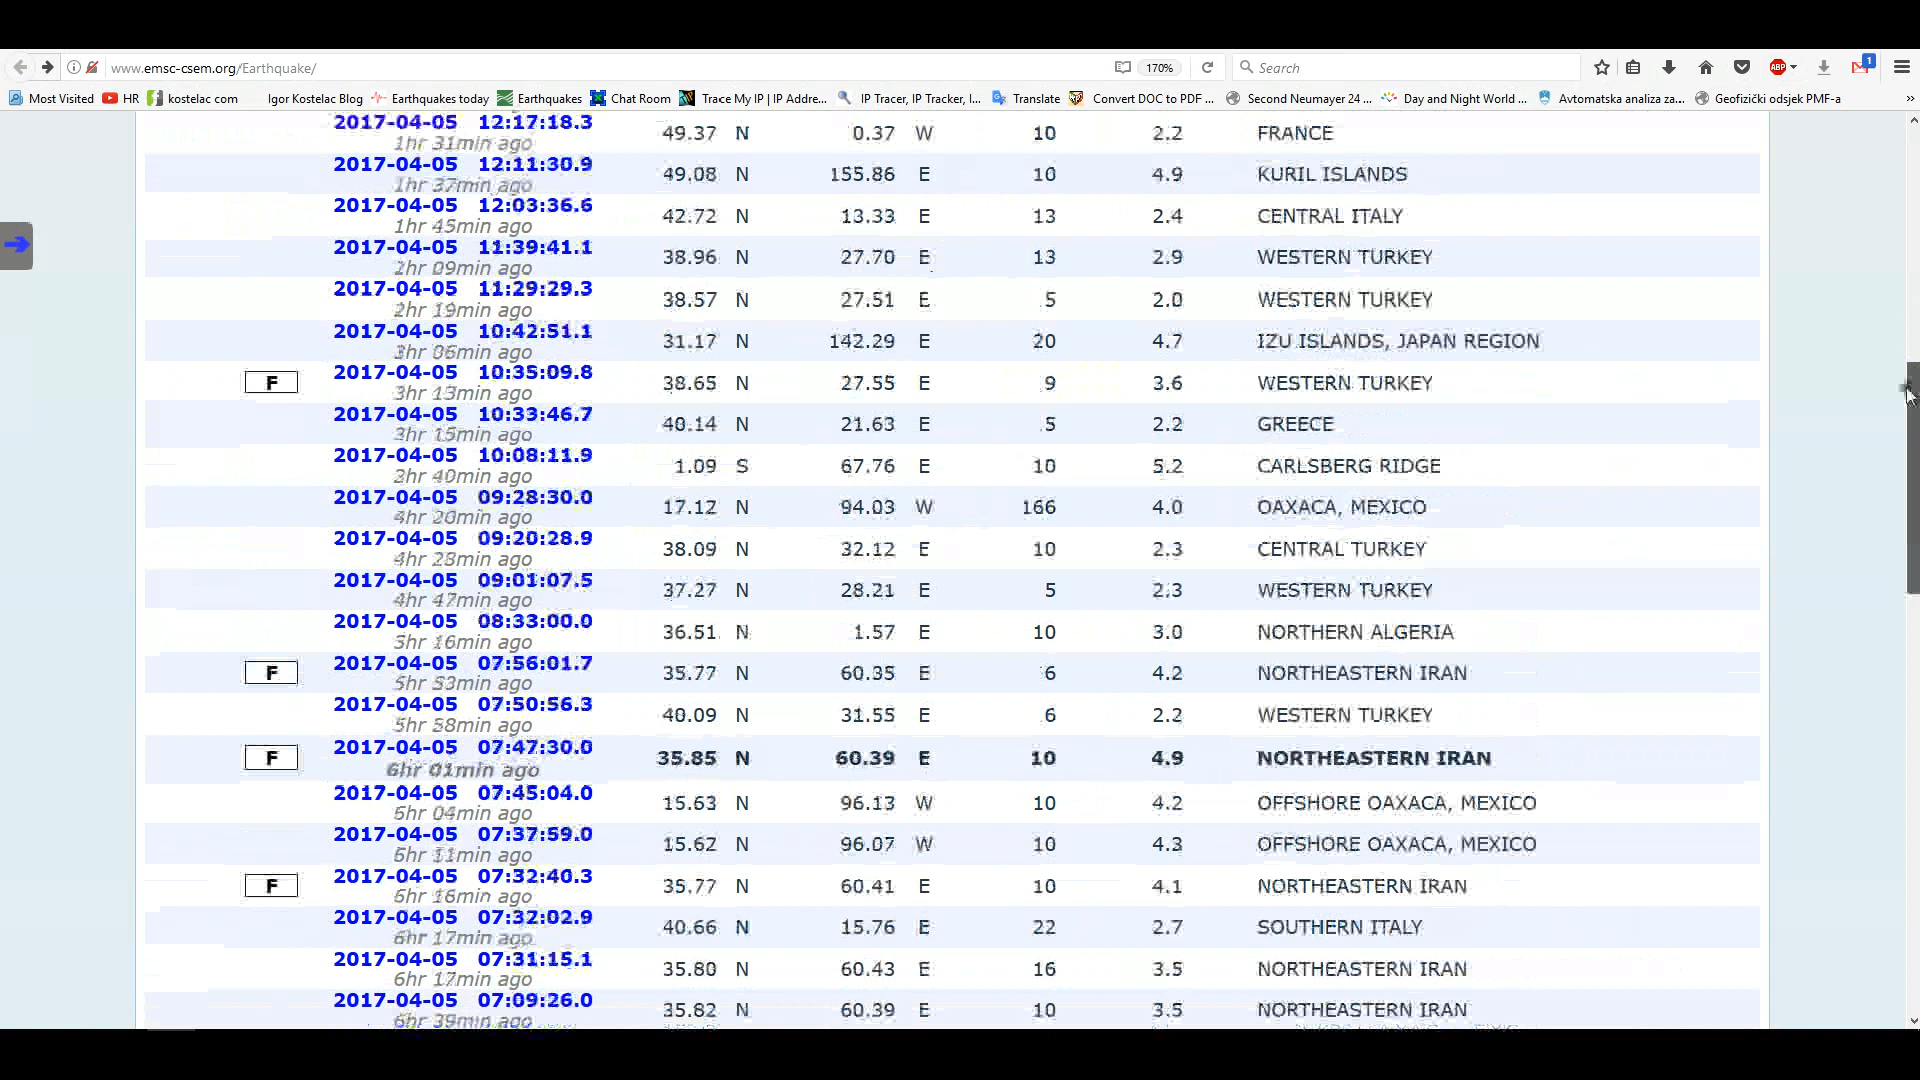 www.emsc-csem.org/Earthquake/ 170% Search ABP 1
Most Visited HR kostelac com Igor Kostelac Blog Earthquakes today Earthquakes Chat Room Trace My IP | IP Addre... IP Tracer, IP Tracker, I... Translate Convert DOC to PDF ... Second Neumayer 24 ... Day and Night World ... Avtomatska analiza za... Geofizički odsjek PMF-a »
2017-04-05 12:17:18.3 49.37 N 0.37 W 10 2.2 FRANCE
1hr 31min ago
2017-04-05 12:11:30.9 49.08 N 155.86 E 10 4.9 KURIL ISLANDS
1hr 37min ago
2017-04-05 12:03:36.6 42.72 N 13.33 E 13 2.4 CENTRAL ITALY
1hr 45min ago
2017-04-05 11:39:41.1 38.96 N 27.70 E 13 2.9 WESTERN TURKEY
2hr 09min ago
2017-04-05 11:29:29.3 38.57 N 27.51 E 5 2.0 WESTERN TURKEY
2hr 19min ago
2017-04-05 10:42:51.1 31.17 N 142.29 E 20 4.7 IZU ISLANDS, JAPAN REGION
3hr 06min ago
F 2017-04-05 10:35:09.8 38.65 N 27.55 E 9 3.6 WESTERN TURKEY
3hr 13min ago
2017-04-05 10:33:46.7 40.14 N 21.63 E 5 2.2 GREECE
3hr 15min ago
2017-04-05 10:08:11.9 1.09 S 67.76 E 10 5.2 CARLSBERG RIDGE
3hr 40min ago
2017-04-05 09:28:30.0 17.12 N 94.03 W 166 4.0 OAXACA, MEXICO
4hr 20min ago
2017-04-05 09:20:28.9 38.09 N 32.12 E 10 2.3 CENTRAL TURKEY
4hr 28min ago
2017-04-05 09:01:07.5 37.27 N 28.21 E 5 2.3 WESTERN TURKEY
4hr 47min ago
2017-04-05 08:33:00.0 36.51 N 1.57 E 10 3.0 NORTHERN ALGERIA
5hr 16min ago
F 2017-04-05 07:56:01.7 35.77 N 60.35 E 6 4.2 NORTHEASTERN IRAN
5hr 53min ago
2017-04-05 07:50:56.3 40.09 N 31.55 E 6 2.2 WESTERN TURKEY
5hr 58min ago
F 2017-04-05 07:47:30.0 35.85 N 60.39 E 10 4.9 NORTHEASTERN IRAN
6hr 01min ago
2017-04-05 07:45:04.0 15.63 N 96.13 W 10 4.2 OFFSHORE OAXACA, MEXICO
6hr 04min ago
2017-04-05 07:37:59.0 15.62 N 96.07 W 10 4.3 OFFSHORE OAXACA, MEXICO
6hr 11min ago
F 2017-04-05 07:32:40.3 35.77 N 60.41 E 10 4.1 NORTHEASTERN IRAN
6hr 16min ago
2017-04-05 07:32:02.9 40.66 N 15.76 E 22 2.7 SOUTHERN ITALY
6hr 17min ago
2017-04-05 07:31:15.1 35.80 N 60.43 E 16 3.5 NORTHEASTERN IRAN
6hr 17min ago
2017-04-05 07:09:26.0 35.82 N 60.39 E 10 3.5 NORTHEASTERN IRAN
6hr 39min ago